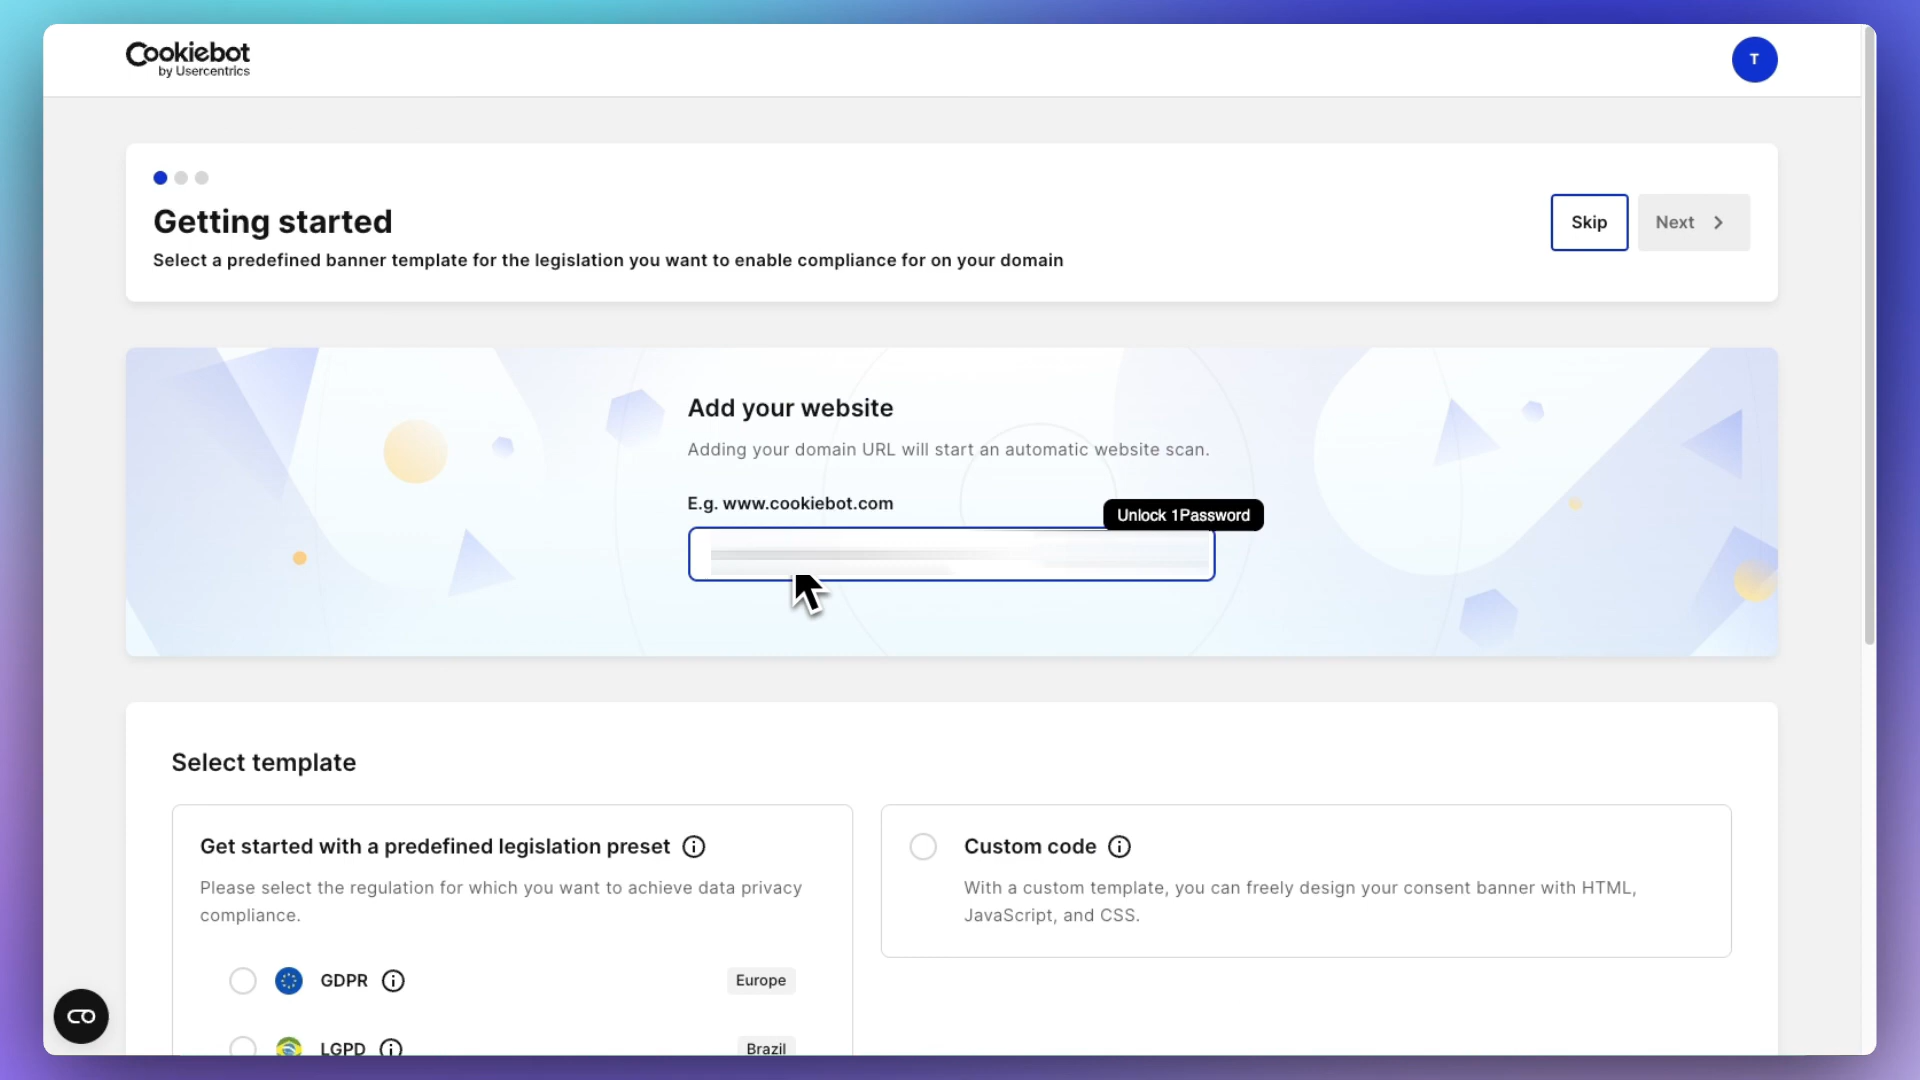 Cookiebot
by Usercentrics
T
Getting started
Select a predefined banner template for the legislation you want to enable compliance for on your domain
Skip
Next
Add your website
Adding your domain URL will start an automatic website scan.
E.g. www.cookiebot.com
Unlock 1Password
Select template
Get started with a predefined legislation preset
Please select the regulation for which you want to achieve data privacy
compliance.
GDPR
Europe
LGPD
Brazil
Custom code
With a custom template, you can freely design your consent banner with HTML,
JavaScript, and CSS.